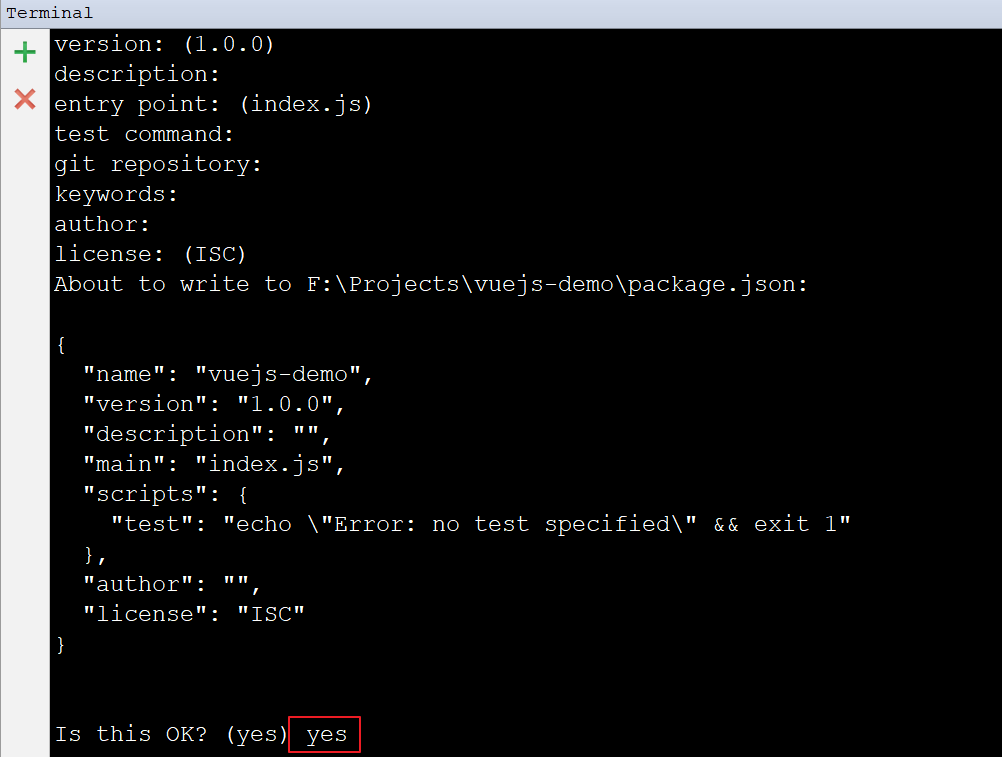 Terminal
version: (1.0.0)
description:
entry point: (index.js)
test command:
git repository:
keywords:
author:
license: (ISC)
About to write to F:\Projects\vuejs-demo\package.json:
{
  "name": "vuejs-demo",
  "version": "1.0.0",
  "description": "",
  "main": "index.js",
  "scripts": {
    "test": "echo \"Error: no test specified\" && exit 1"
  },
  "author": "",
  "license": "ISC"
}
Is this OK? (yes) yes